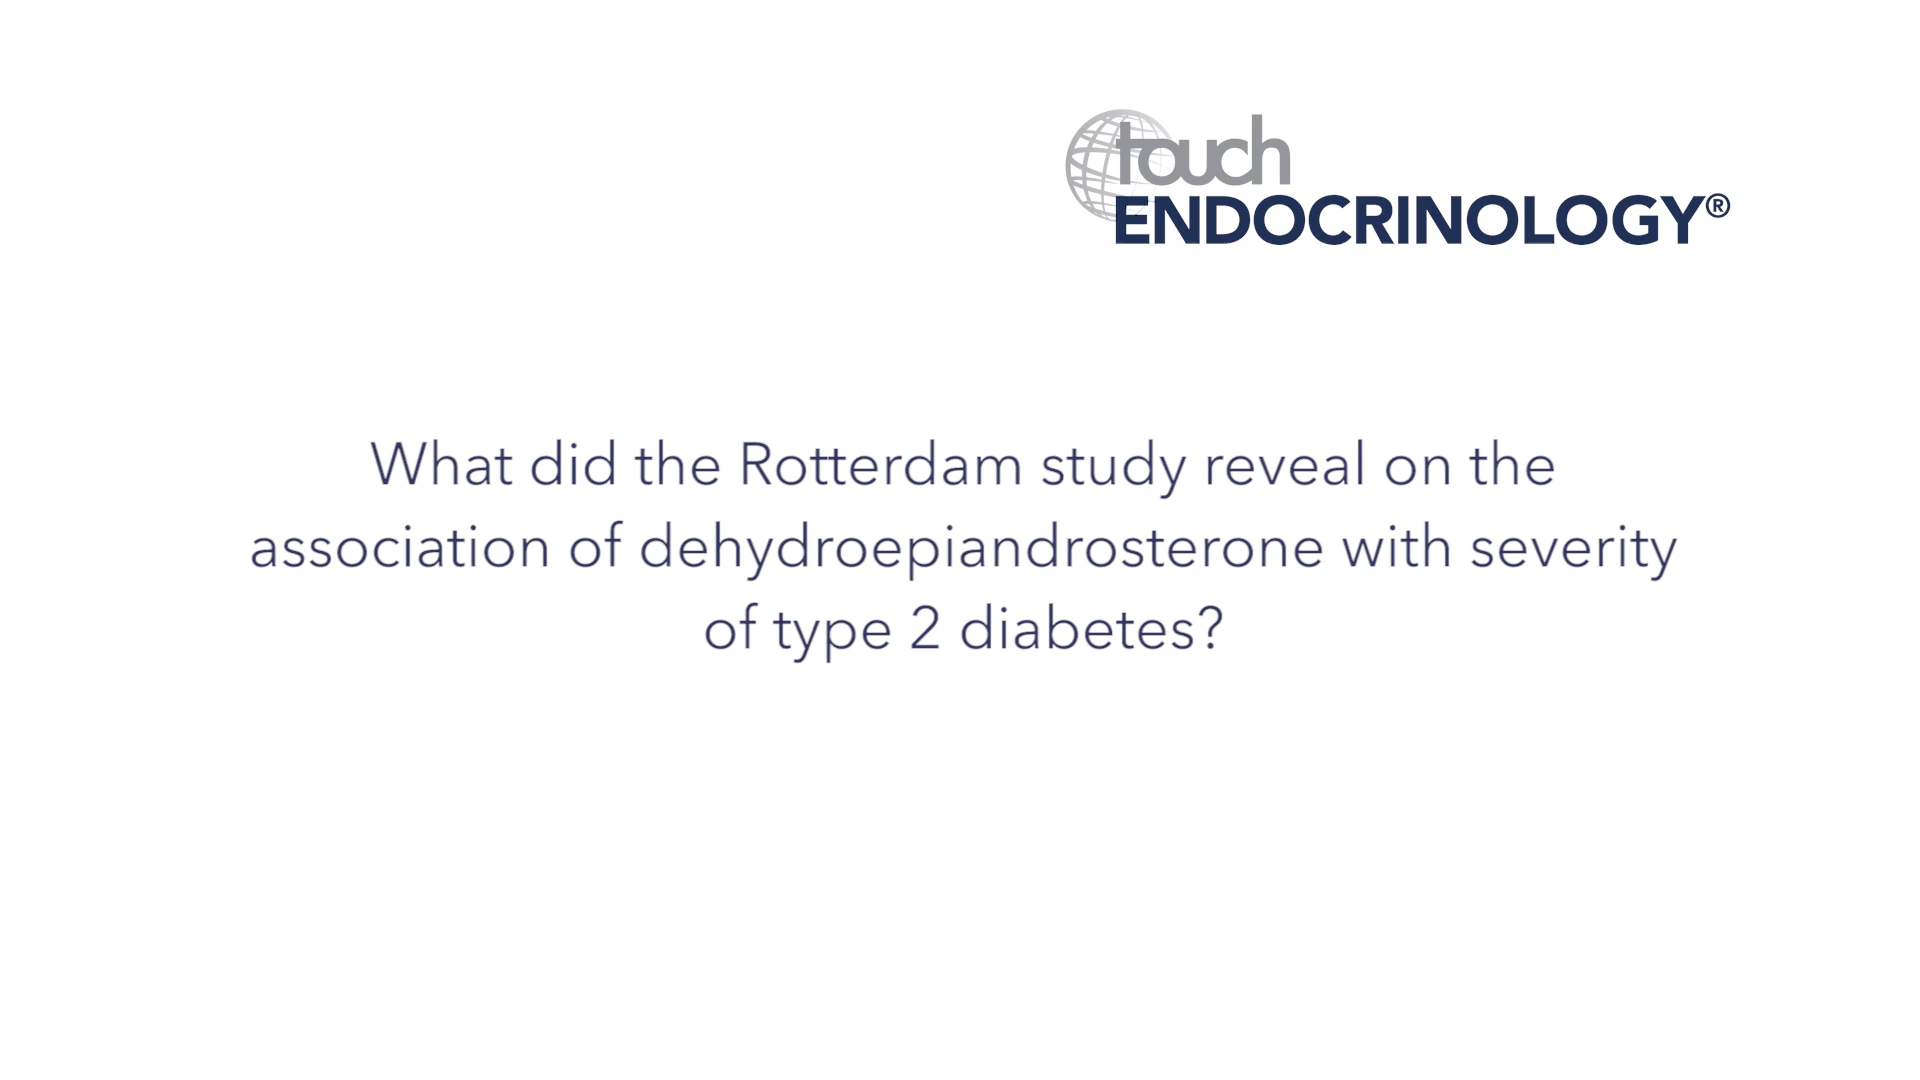 touch
ENDOCRINOLOGY®
What did the Rotterdam study reveal on the
association of dehydroepiandrosterone with severity
of type 2 diabetes?